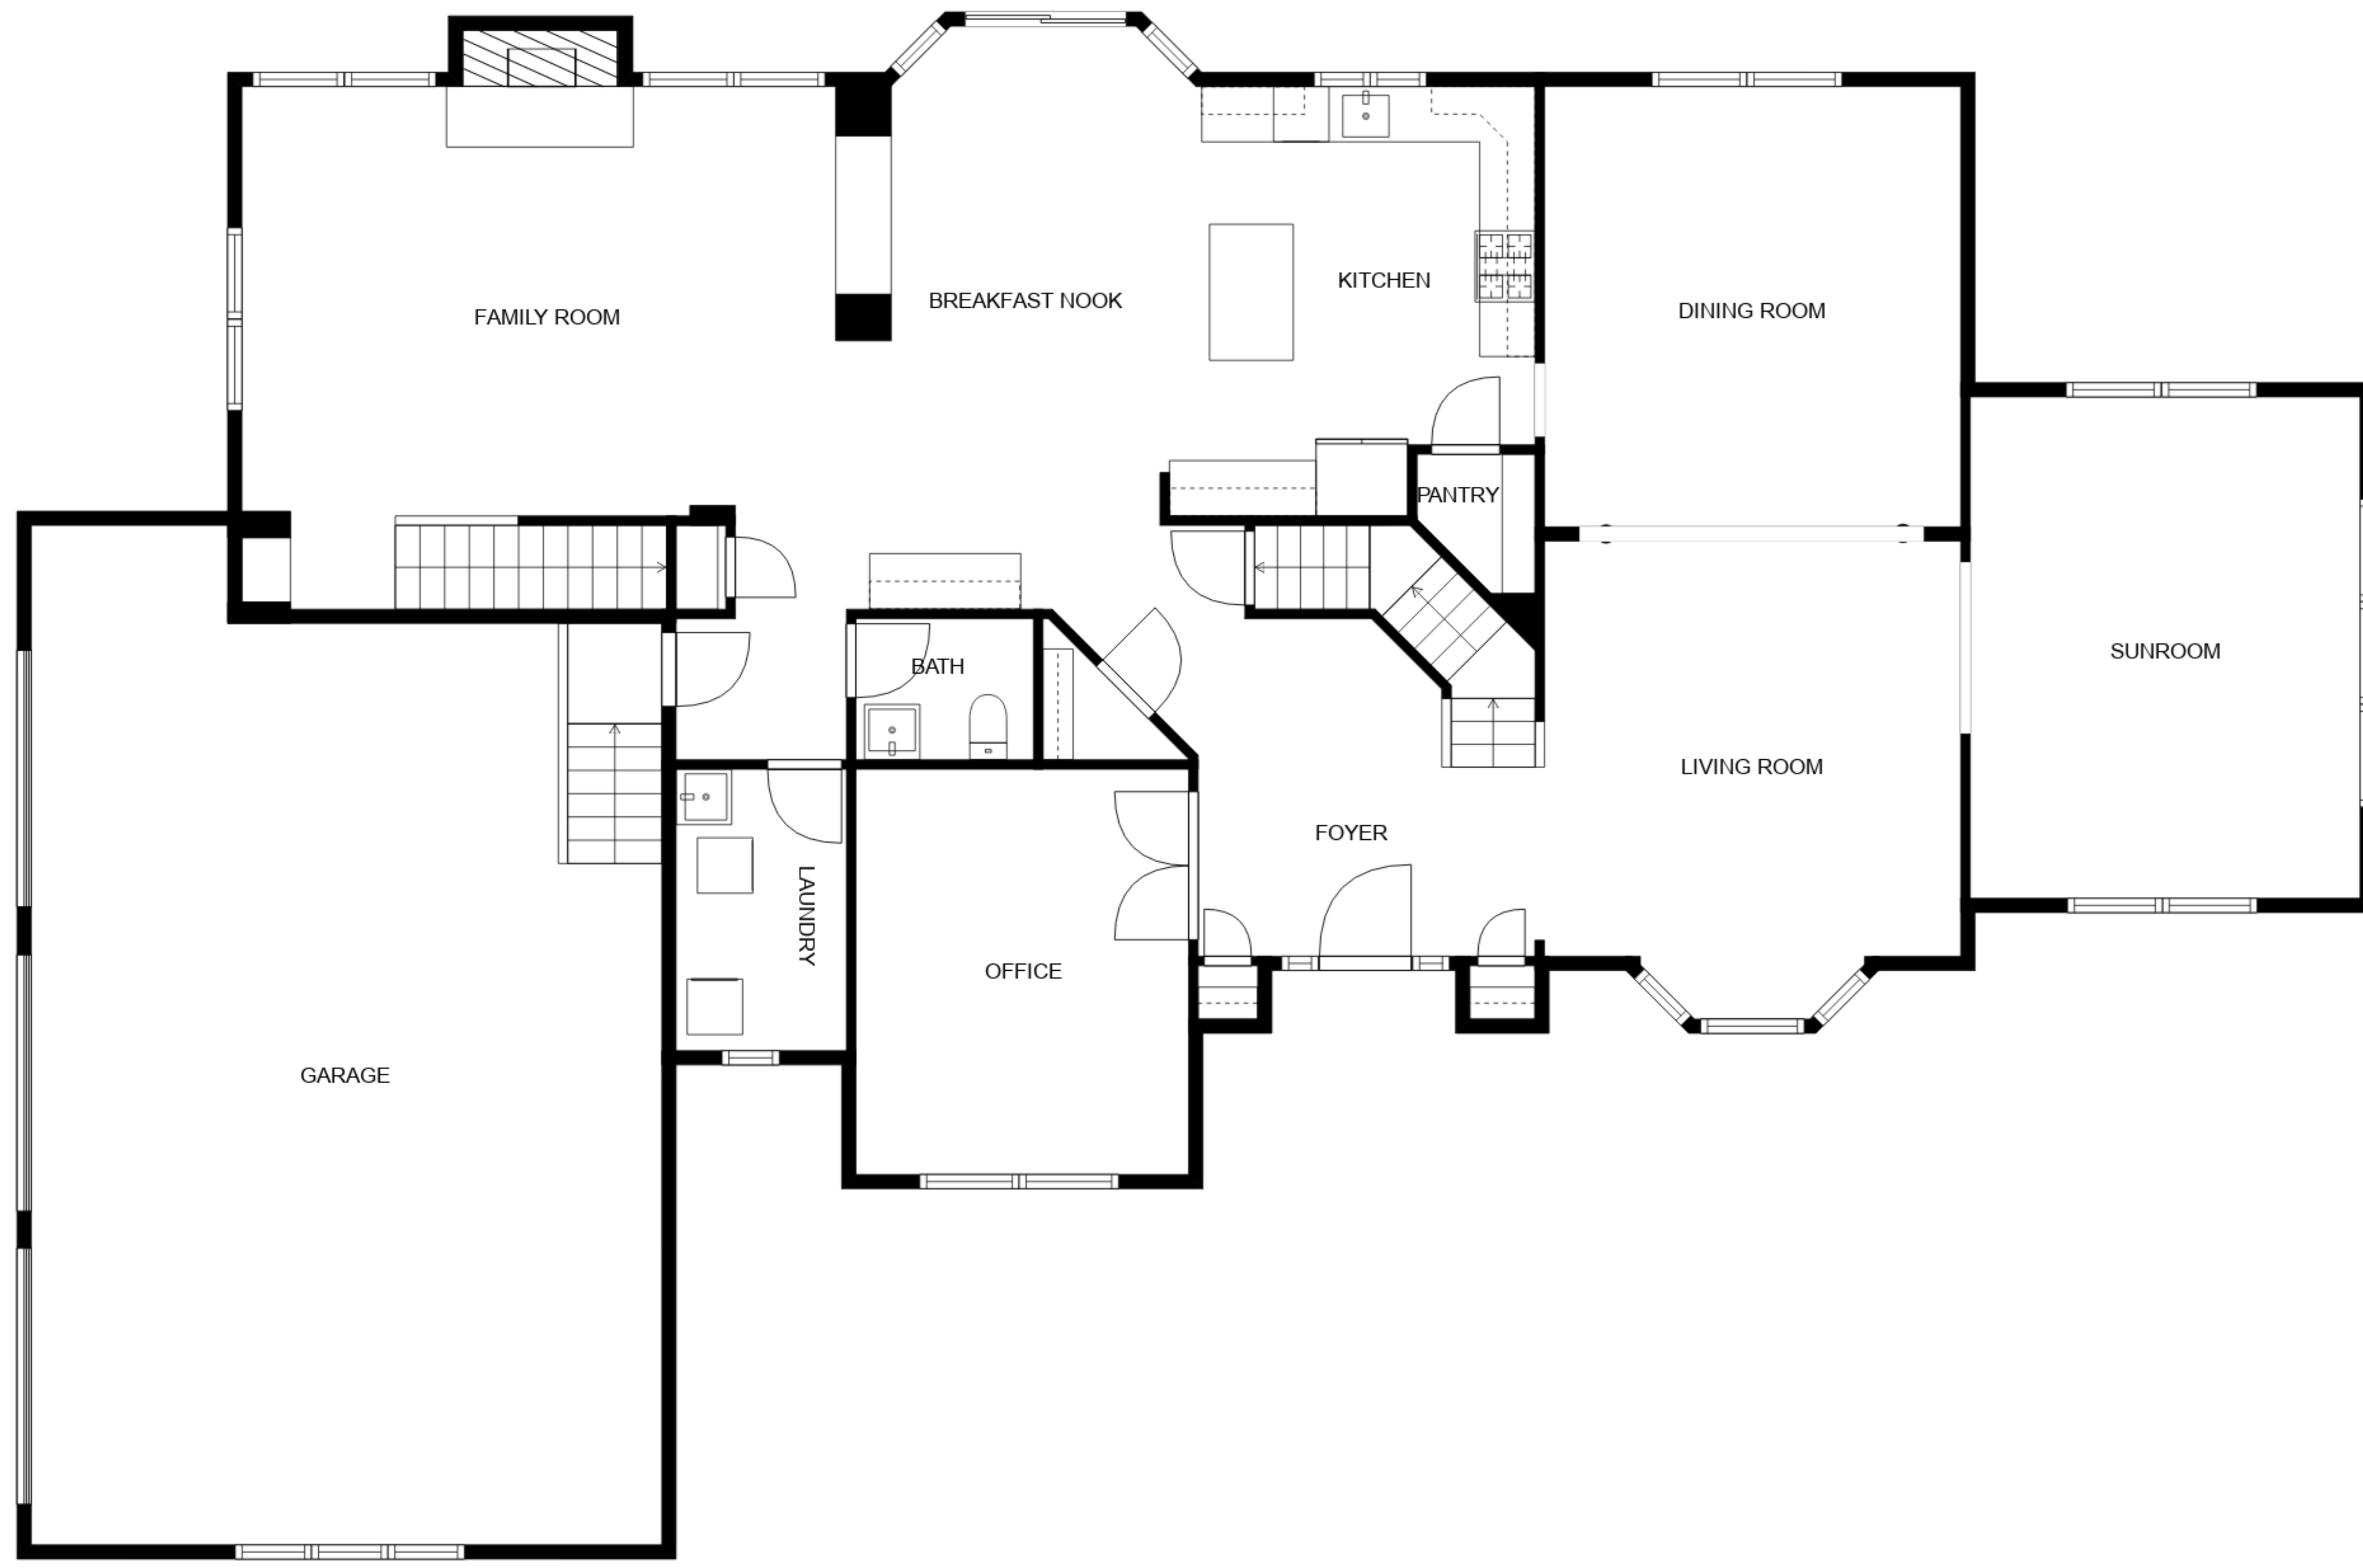 KITCHEN
BREAKFAST NOOK
DINING ROOM
FAMILY ROOM
PANTRY
SUNROOM
BATH
LIVING ROOM
FOYER
LAUNDRY
OFFICE
GARAGE